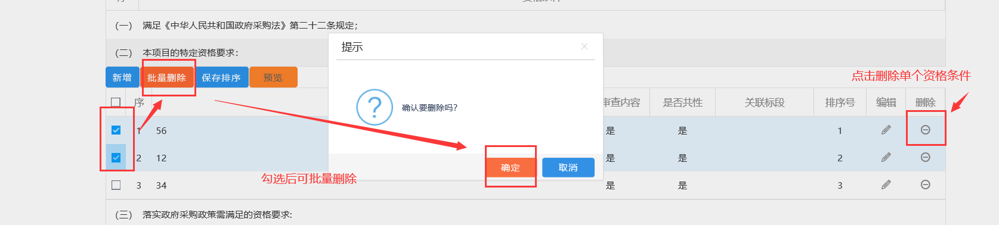 （一） 满足《中华人民共和国政府采购法》第二十二条规定；
（二） 本项目的特定资格要求：
提示
新增 批量删除 保存排序 预览
点击删除单个资格条件
序 审查内容 是否共性 关联标段 排序号 编辑 删除
确认要删除吗？
1 56 是 是 1
2 12 是 是 2
确定 取消
勾选后可批量删除
3 34 是 是 3
（三） 落实政府采购政策需满足的资格要求：